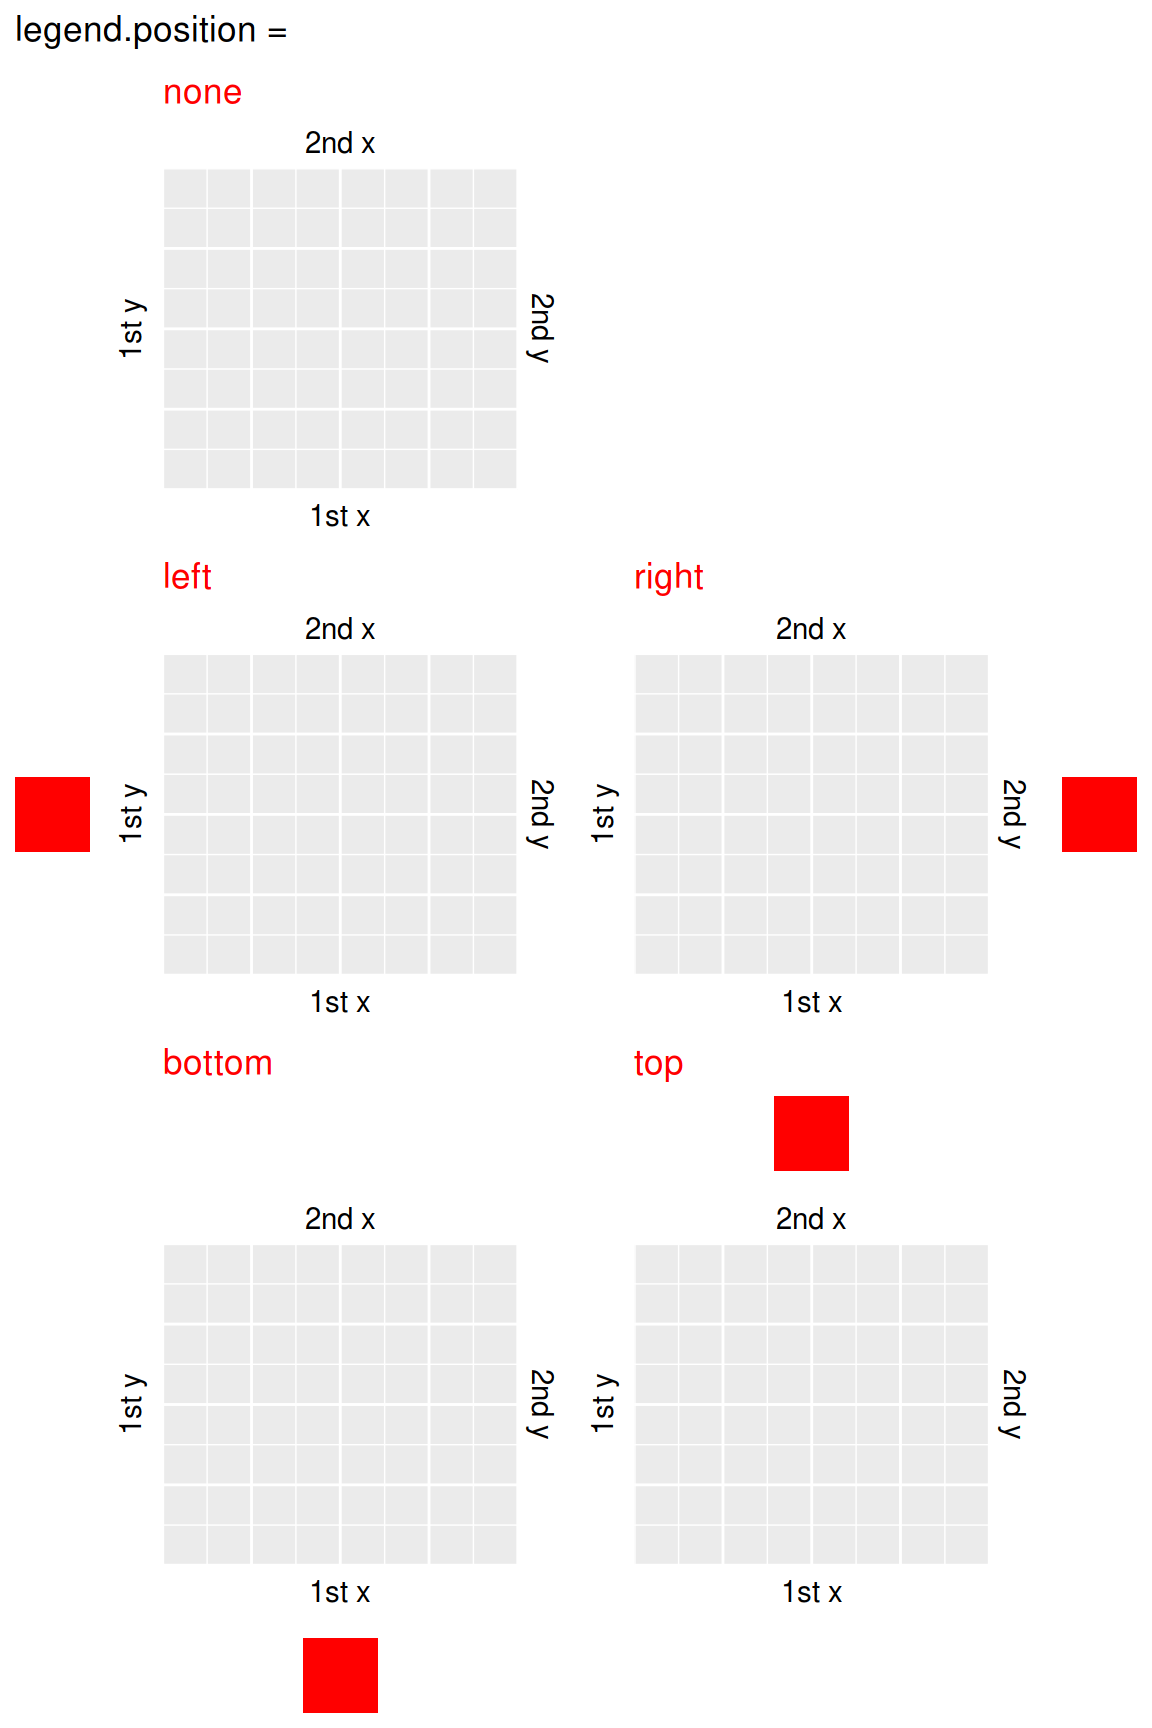 legend.position =
none
2nd x
1st y
2nd y
1st x
left
right
2nd x
2nd x
1st y
2nd y
1st y
2nd y
1st x
1st x
bottom
top
2nd x
2nd x
1st y
2nd y
1st y
2nd y
1st x
1st x